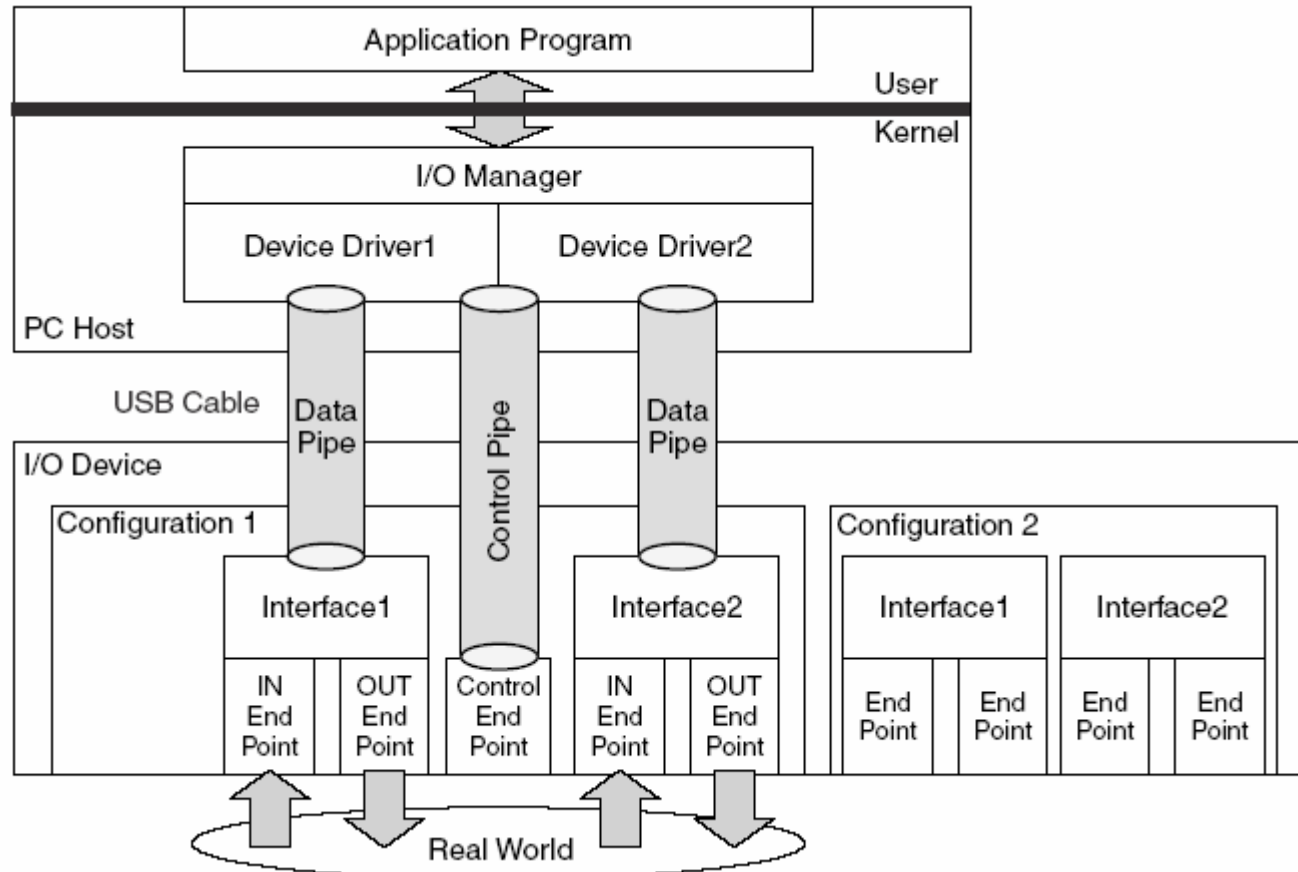 Application Program
User
Kernel
I/O Manager
Device Driver1
Device Driver2
PC Host
USB Cable
Data
Pipe
Control Pipe
Data
Pipe
I/O Device
Configuration 1
Configuration 2
Interface1
Interface2
Interface1
Interface2
IN
End
Point
OUT
End
Point
Control
End
Point
IN
End
Point
OUT
End
Point
End
Point
End
Point
End
Point
End
Point
Real World